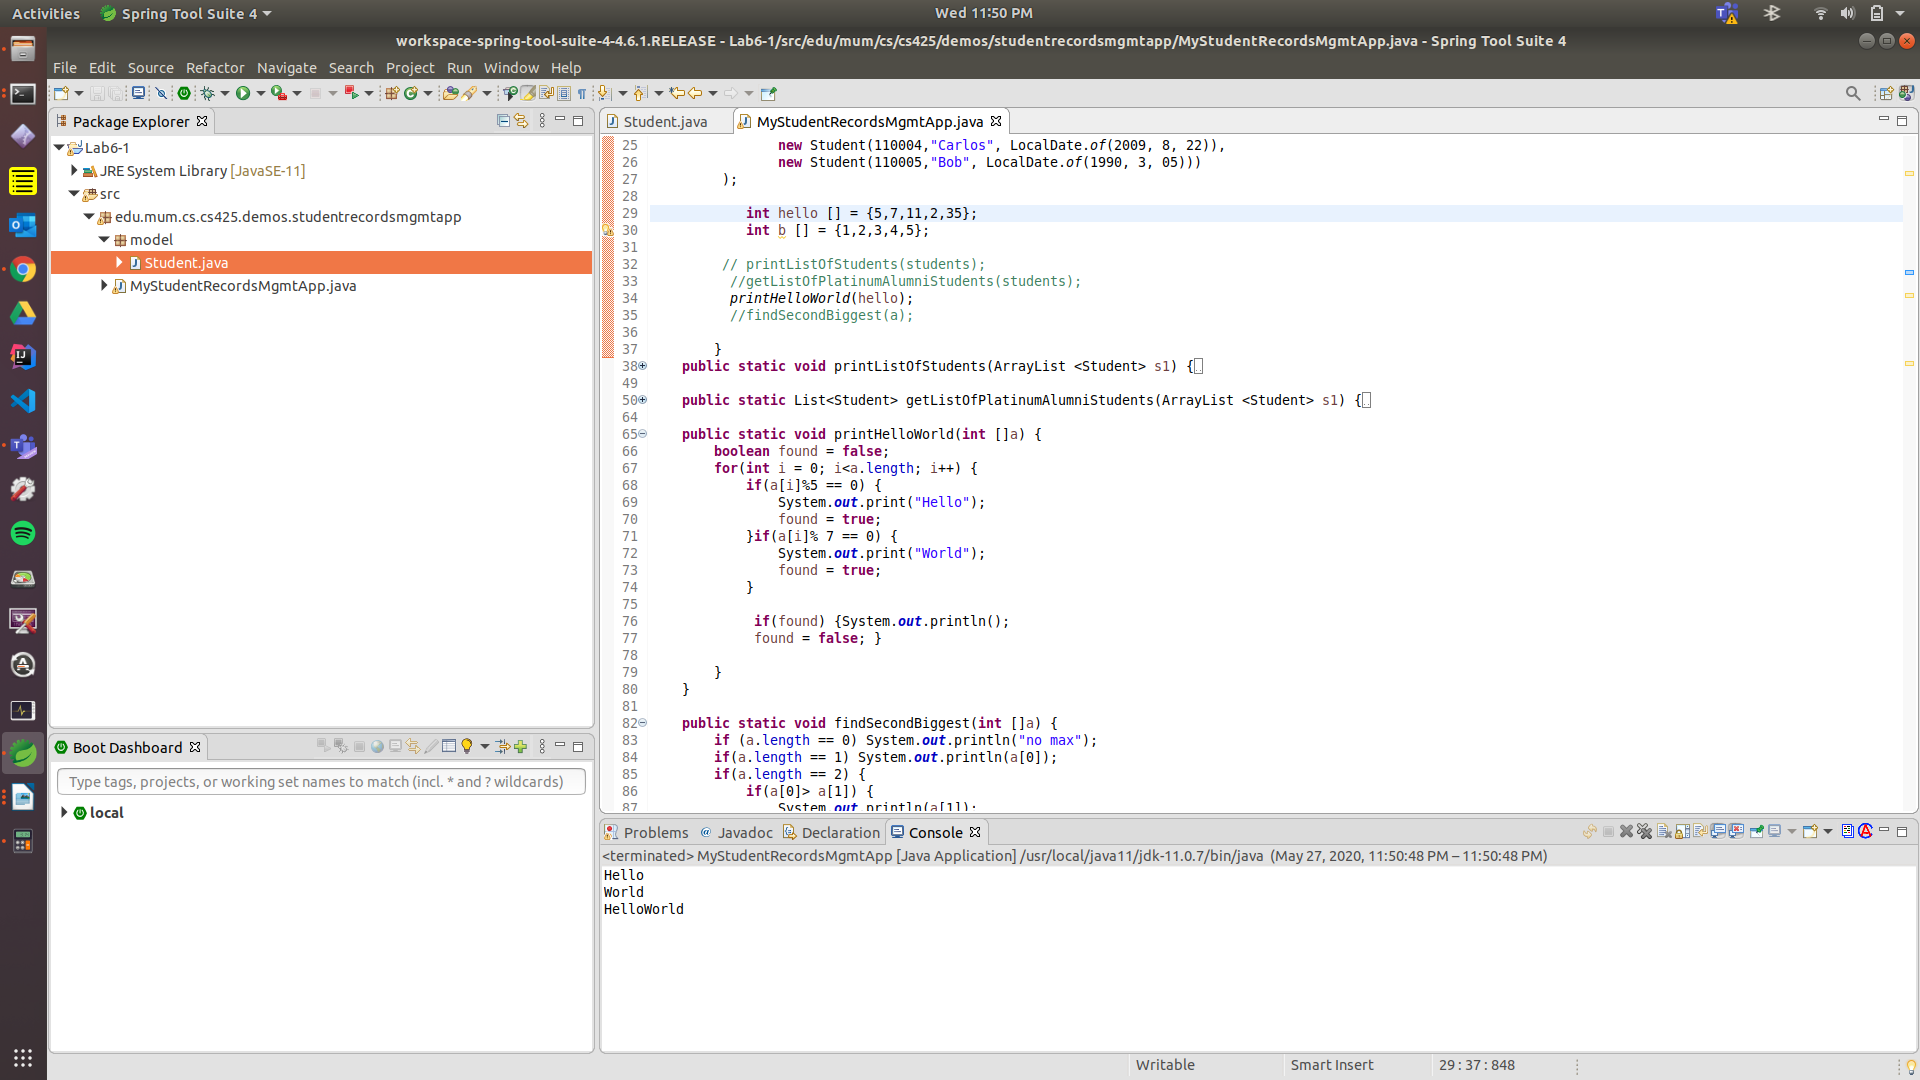 Activities Spring Tool Suite 4 Wed 11:50 PM
workspace-spring-tool-suite-4-4.6.1.RELEASE - Lab6-1/src/edu/mum/cs/cs425/demos/studentrecordsmgmtapp/MyStudentRecordsMgmtApp.java - Spring Tool Suite 4
File Edit Source Refactor Navigate Search Project Run Window Help
Package Explorer
Lab6-1
JRE System Library [JavaSE-11]
src
edu.mum.cs.cs425.demos.studentrecordsmgmtapp
model
Student.java
MyStudentRecordsMgmtApp.java
Boot Dashboard
Type tags, projects, or working set names to match (incl. * and ? wildcards)
local
Student.java MyStudentRecordsMgmtApp.java
25 new Student(110004,"Carlos", LocalDate.of(2009, 8, 22)),
26 new Student(110005,"Bob", LocalDate.of(1990, 3, 05)))
27 );
28
29 int hello [] = {5,7,11,2,35};
30 int b [] = {1,2,3,4,5};
31
32 // printListOfStudents(students);
33 //getListOfPlatinumAlumniStudents(students);
34 printHelloWorld(hello);
35 //findSecondBiggest(a);
36
37 }
38 public static void printListOfStudents(ArrayList <Student> s1) {
49
50 public static List<Student> getListOfPlatinumAlumniStudents(ArrayList <Student> s1) {
64
65 public static void printHelloWorld(int []a) {
66 boolean found = false;
67 for(int i = 0; i<a.length; i++) {
68 if(a[i]%5 == 0) {
69 System.out.print("Hello");
70 found = true;
71 }if(a[i]% 7 == 0) {
72 System.out.print("World");
73 found = true;
74 }
75
76 if(found) {System.out.println();
77 found = false; }
78
79 }
80 }
81
82 public static void findSecondBiggest(int []a) {
83 if (a.length == 0) System.out.println("no max");
84 if(a.length == 1) System.out.println(a[0]);
85 if(a.length == 2) {
86 if(a[0]> a[1]) {
87 System.out.println(a[1]);
Problems Javadoc Declaration Console
<terminated> MyStudentRecordsMgmtApp [Java Application] /usr/local/java11/jdk-11.0.7/bin/java (May 27, 2020, 11:50:48 PM – 11:50:48 PM)
Hello
World
HelloWorld
Writable Smart Insert 29 : 37 : 848